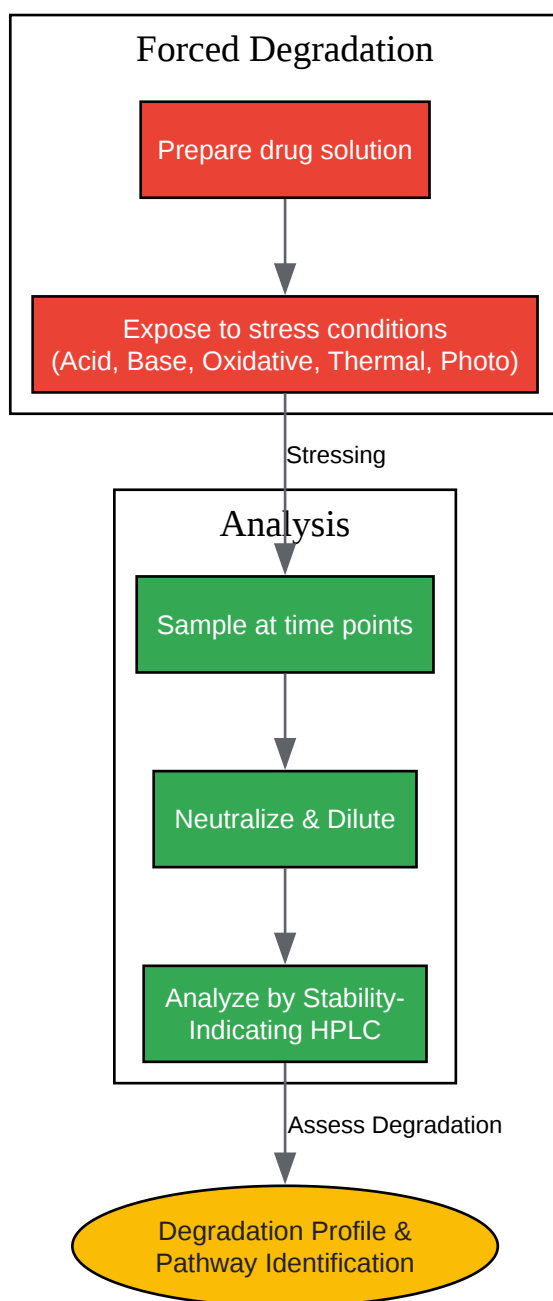 Forced Degradation
Prepare drug solution
Expose to stress conditions
(Acid, Base, Oxidative, Thermal, Photo)
Stressing
Analysis
Sample at time points
Neutralize & Dilute
Analyze by Stability-
Indicating HPLC
Assess Degradation
Degradation Profile &
Pathway Identification